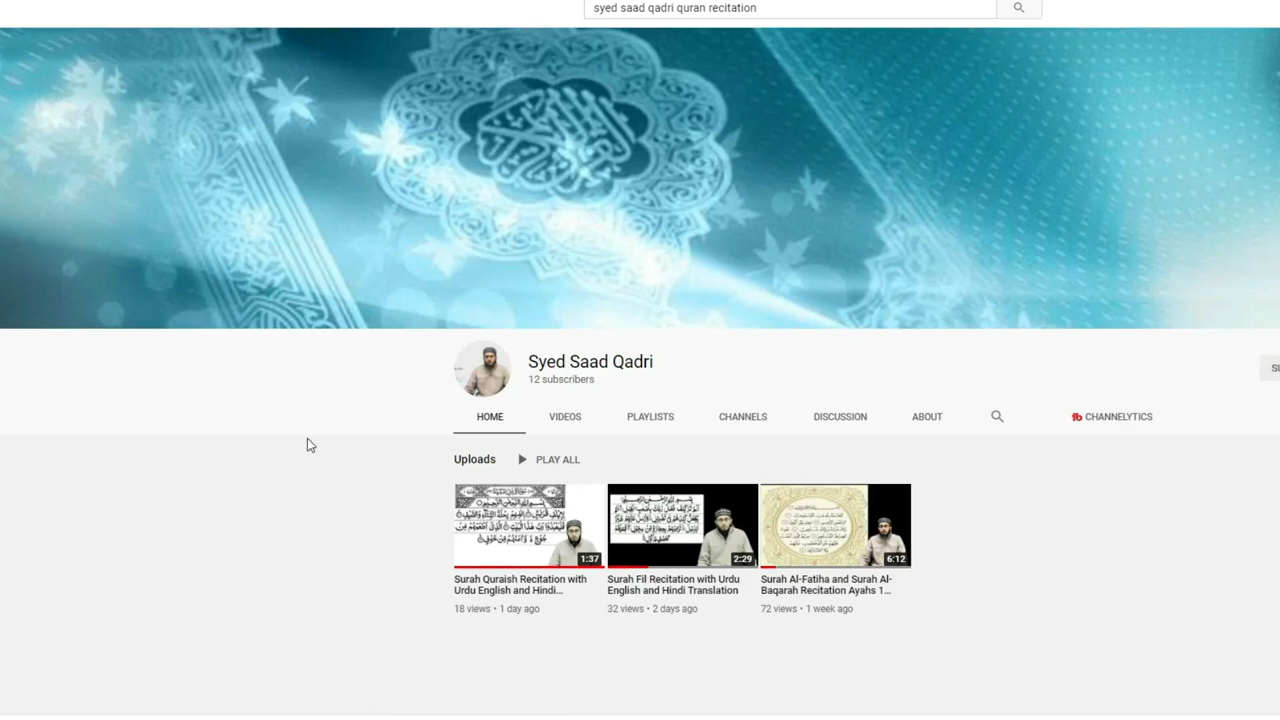 syed saad qadri quran recitation
Syed Saad Qadri
12 subscribers
HOME
VIDEOS
PLAYLISTS
CHANNELS
DISCUSSION
ABOUT
CHANNELYTICS
Uploads
PLAY ALL
1:37
2:29
6:12
Surah Quraish Recitation with
Urdu English and Hindi...
18 views • 1 day ago
Surah Fil Recitation with Urdu
English and Hindi Translation
32 views • 2 days ago
Surah Al-Fatiha and Surah Al-
Baqarah Recitation Ayahs 1...
72 views • 1 week ago